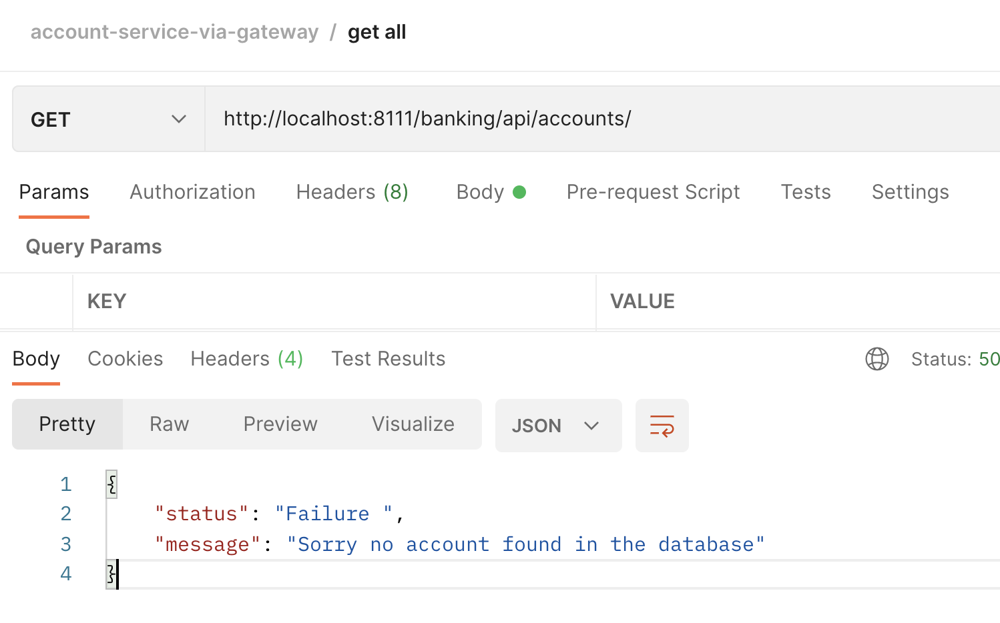 account-service-via-gateway / get all
GET http://localhost:8111/banking/api/accounts/
Params Authorization Headers (8) Body Pre-request Script Tests Settings
Query Params
KEY VALUE
Body Cookies Headers (4) Test Results Status: 50
Pretty Raw Preview Visualize JSON
1 {
2 "status": "Failure ",
3 "message": "Sorry no account found in the database"
4 }